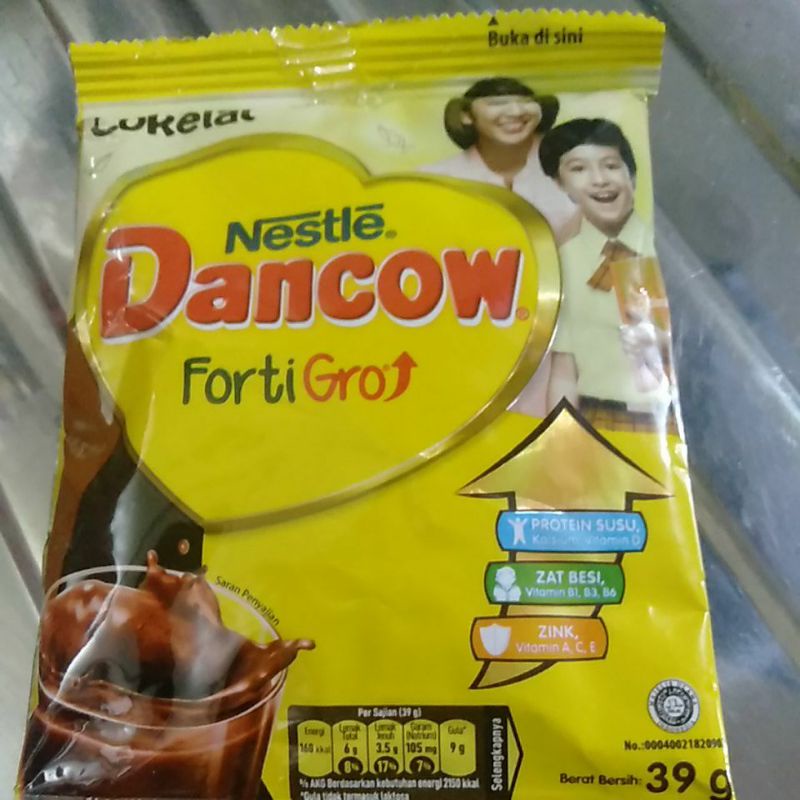 Buka di sini
Cokelat
Nestlé®
Dancow®
FortiGro®
PROTEIN SUSU,
Kalsium, Vitamin D
ZAT BESI,
Vitamin B1, B3, B6
ZINK,
Vitamin A, C, E
Saran Penyajian
Per Sajian (39 g)
Energi
160 kkal
Lemak Total
6 g
8%
Lemak Jenuh
3.5 g
17%
Garam (Natrium)
105 mg
7%
Gula*
9 g
Selengkapnya
% AKG Berdasarkan kebutuhan energi 2150 kkal
*Gula tidak termasuk laktosa
Berat Bersih: 39 g